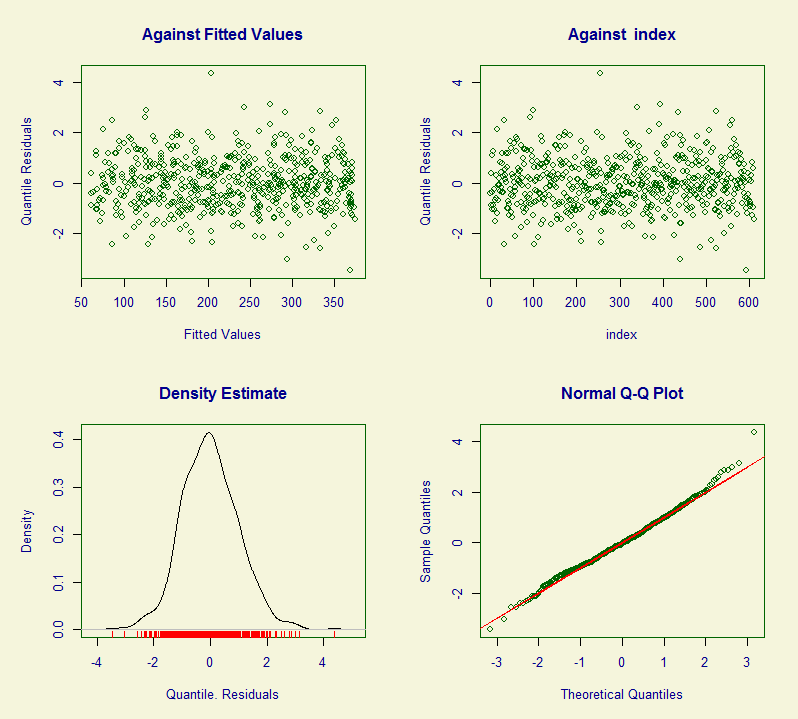 Against Fitted Values
Quantile Residuals
4
2
0
-2
50 100 150 200 250 300 350
Fitted Values
Against  index
Quantile Residuals
4
2
0
-2
0 100 200 300 400 500 600
index
Density Estimate
Density
0.4
0.3
0.2
0.1
0.0
-4 -2 0 2 4
Quantile. Residuals
Normal Q-Q Plot
Sample Quantiles
4
2
0
-2
-3 -2 -1 0 1 2 3
Theoretical Quantiles